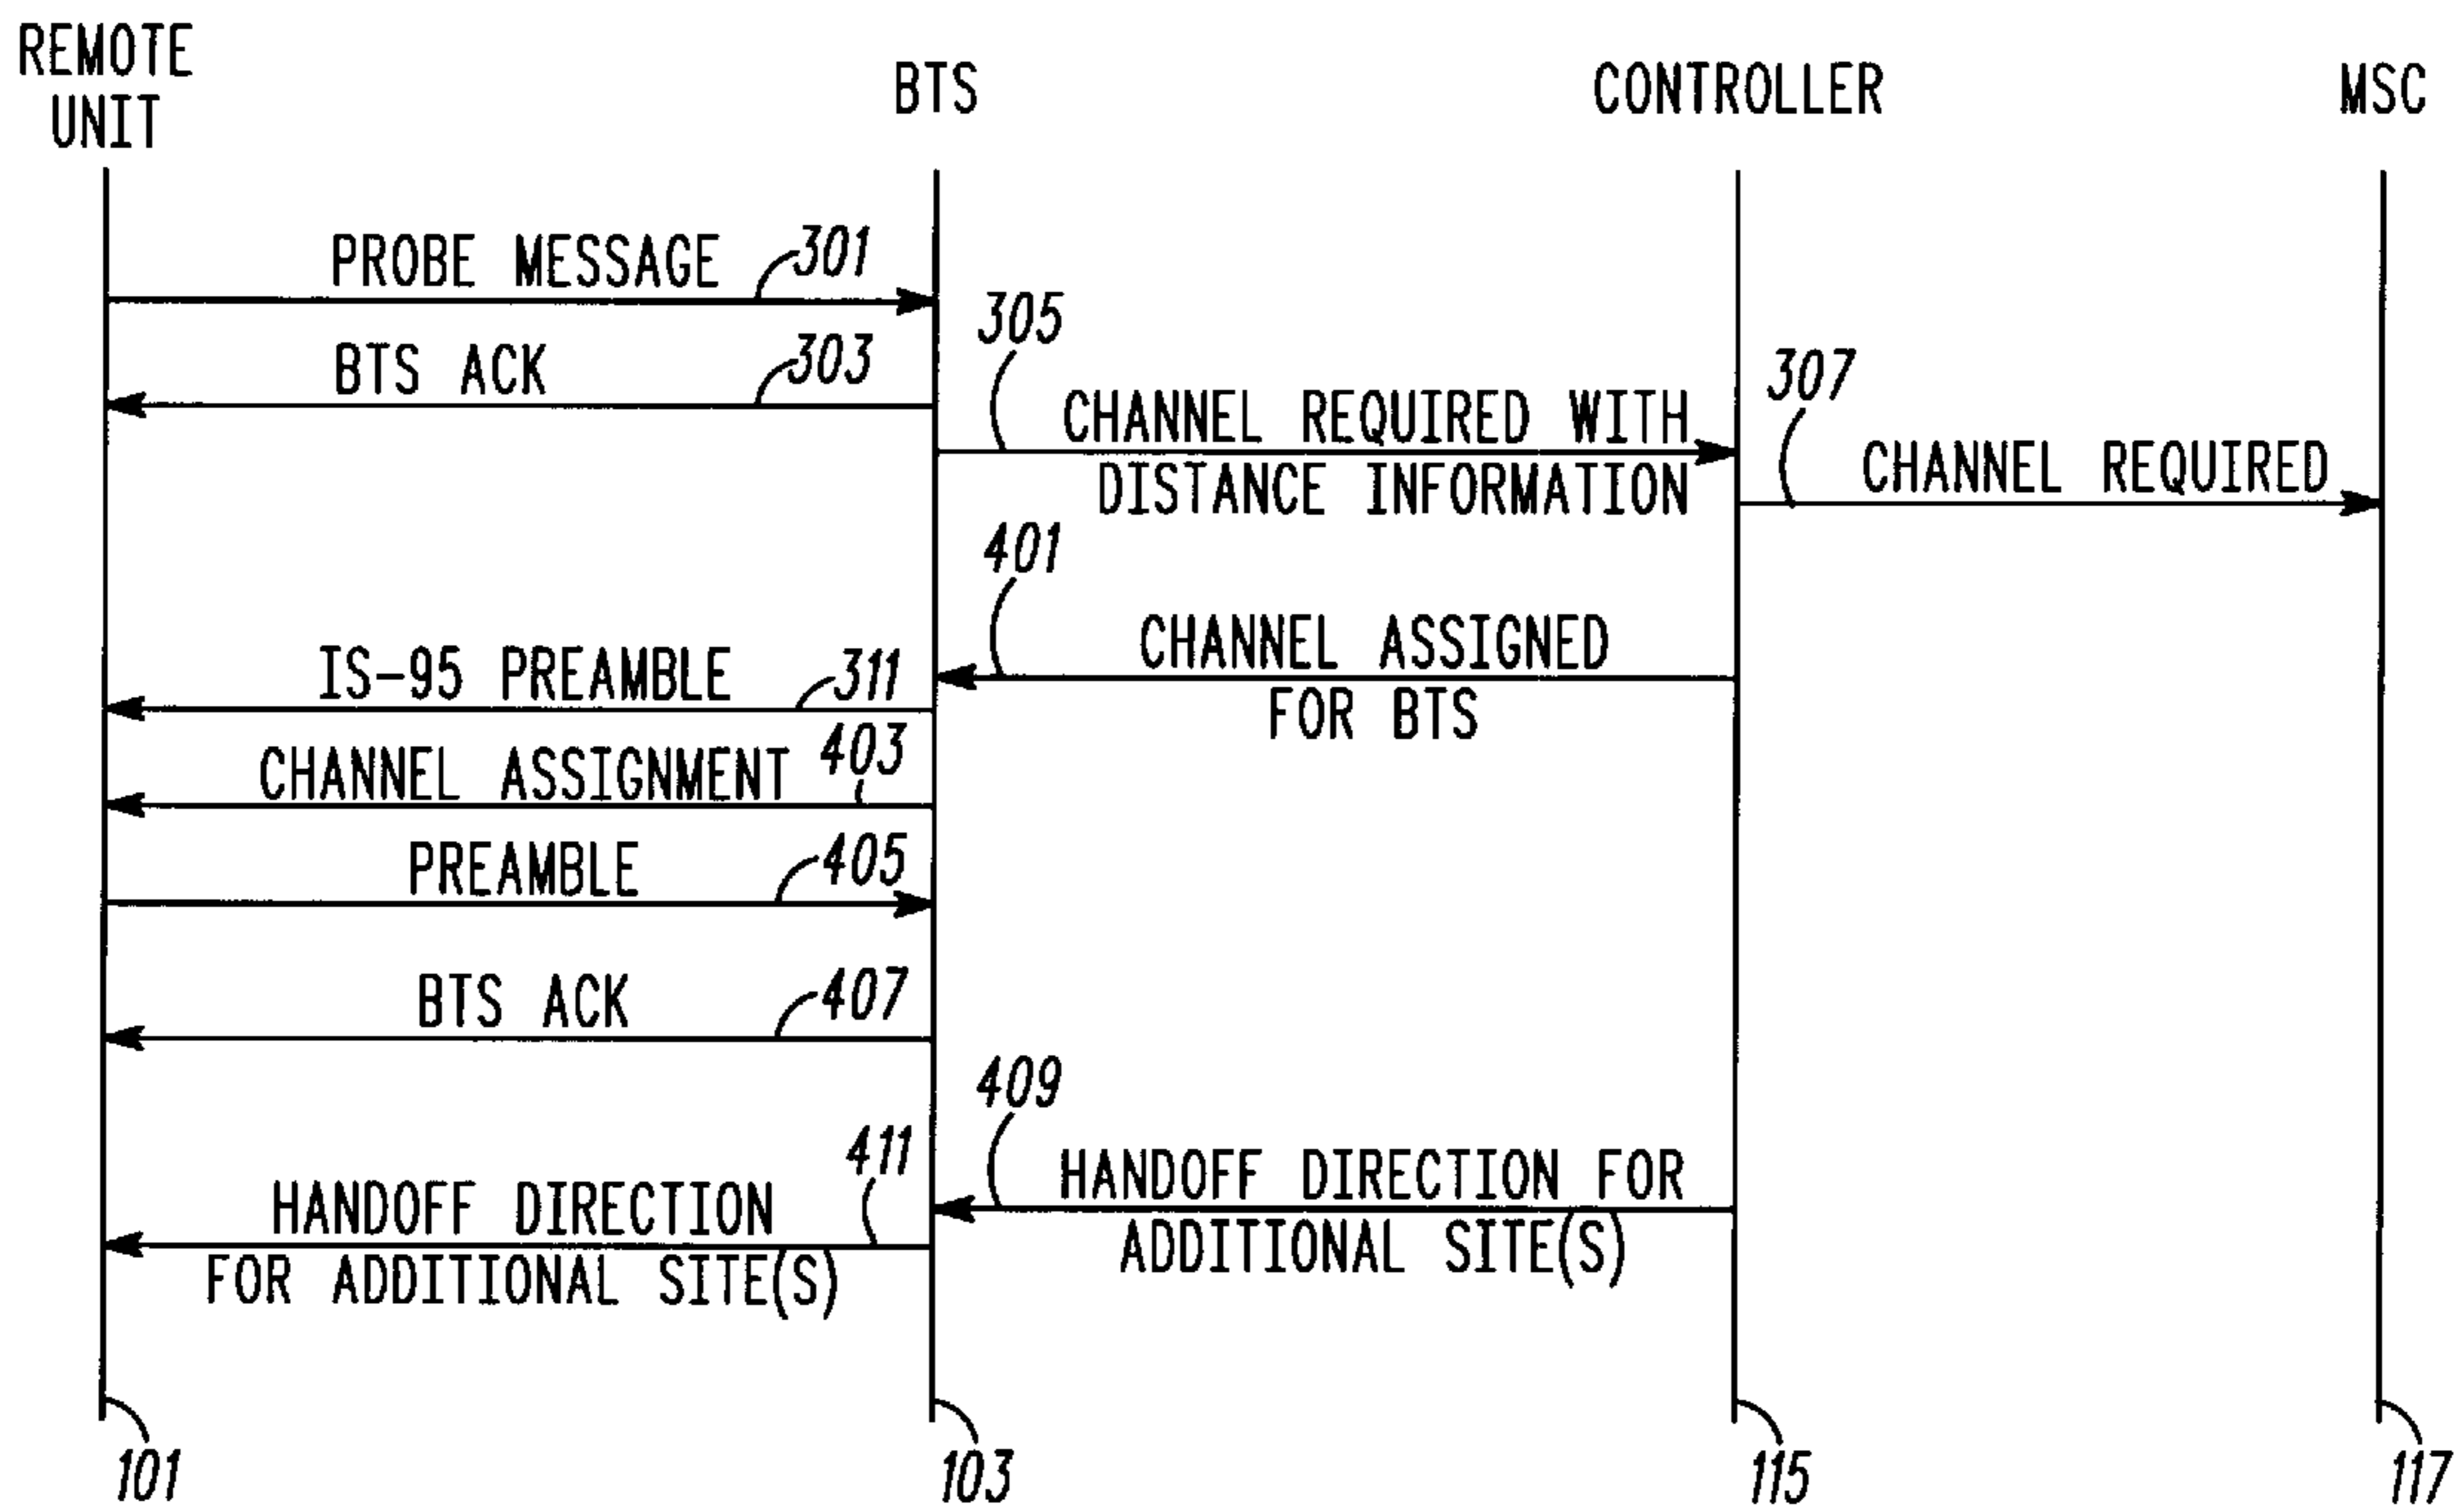 REMOTE
UNIT
BTS
CONTROLLER
MSC
PROBE MESSAGE
301
BTS ACK
303
305
CHANNEL REQUIRED WITH
DISTANCE INFORMATION
307
CHANNEL REQUIRED
401
CHANNEL ASSIGNED
FOR BTS
IS-95 PREAMBLE
311
CHANNEL ASSIGNMENT
403
PREAMBLE
405
BTS ACK
407
409
HANDOFF DIRECTION FOR
ADDITIONAL SITE(S)
411
HANDOFF DIRECTION
FOR ADDITIONAL SITE(S)
101
103
115
117